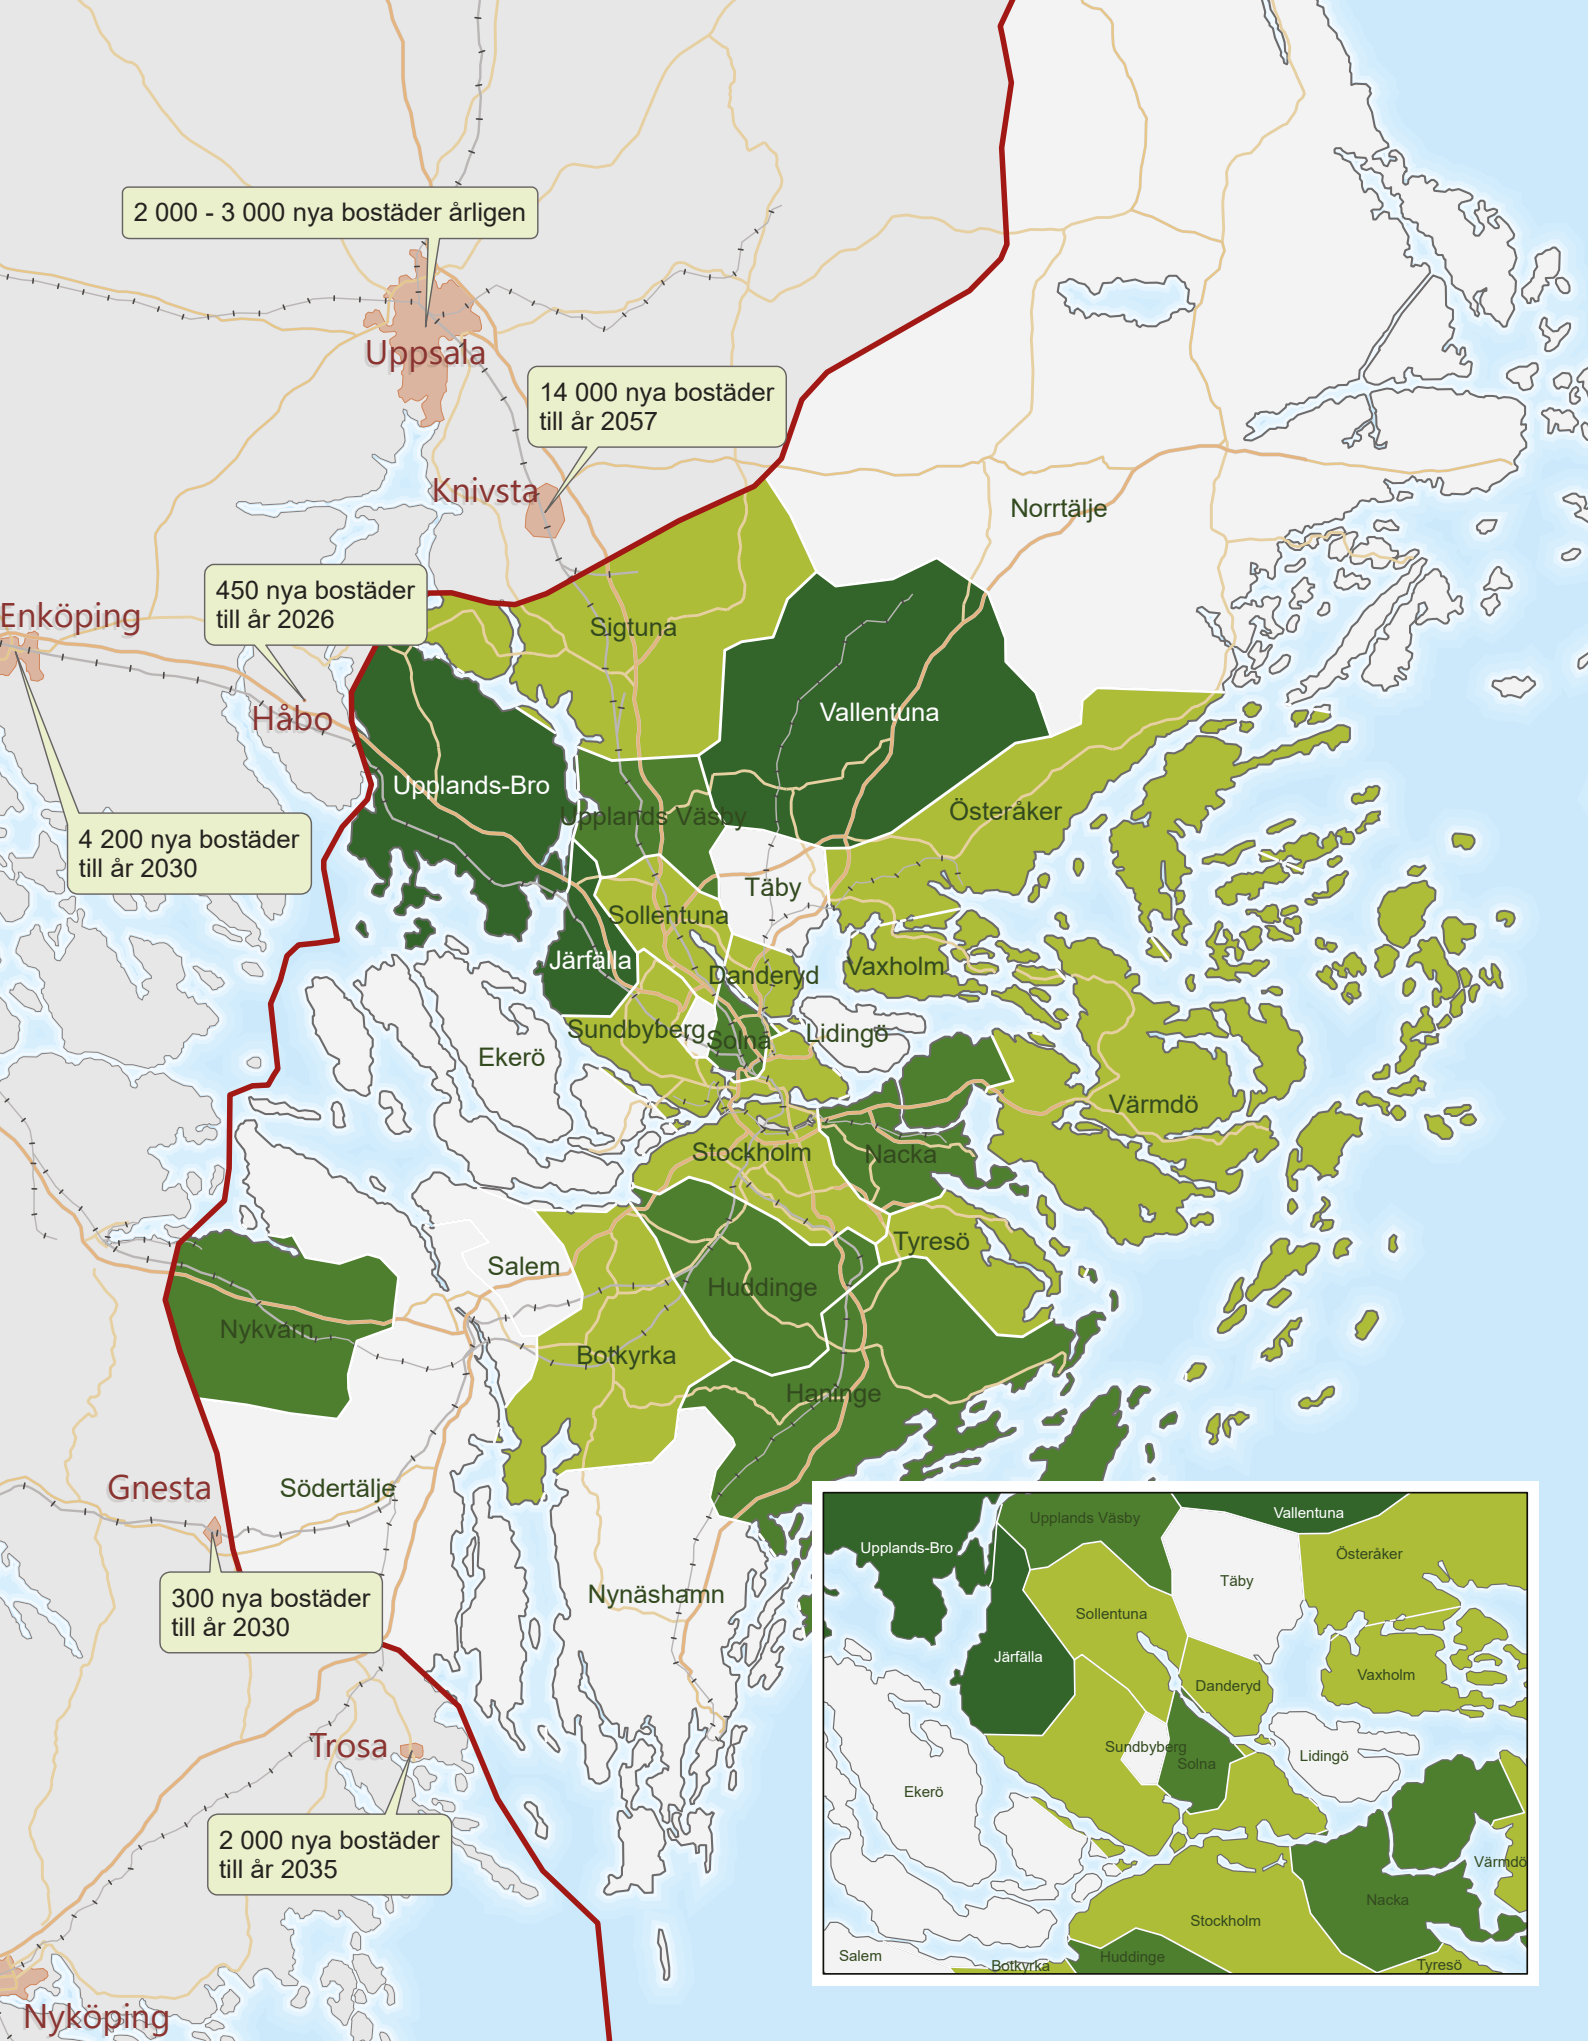 2 000 - 3 000 nya bostäder årligen
Uppsala
14 000 nya bostäder
till år 2057
Knivsta
Norrtälje
450 nya bostäder
till år 2026
Enköping
Sigtuna
Håbo
Vallentuna
Upplands-Bro
Upplands Väsby
Österåker
4 200 nya bostäder
till år 2030
Täby
Sollentuna
Järfälla
Danderyd
Vaxholm
Sundbyberg
Solna
Lidingö
Ekerö
Värmdö
Stockholm
Nacka
Tyresö
Salem
Huddinge
Nykvarn
Botkyrka
Haninge
Gnesta
Södertälje
300 nya bostäder
till år 2030
Nynäshamn
Trosa
2 000 nya bostäder
till år 2035
Nyköping
Vallentuna
Upplands Väsby
Upplands-Bro
Österåker
Täby
Sollentuna
Järfälla
Vaxholm
Danderyd
Sundbyberg
Solna
Lidingö
Ekerö
Värmdö
Nacka
Stockholm
Salem
Huddinge
Botkyrka
Tyresö